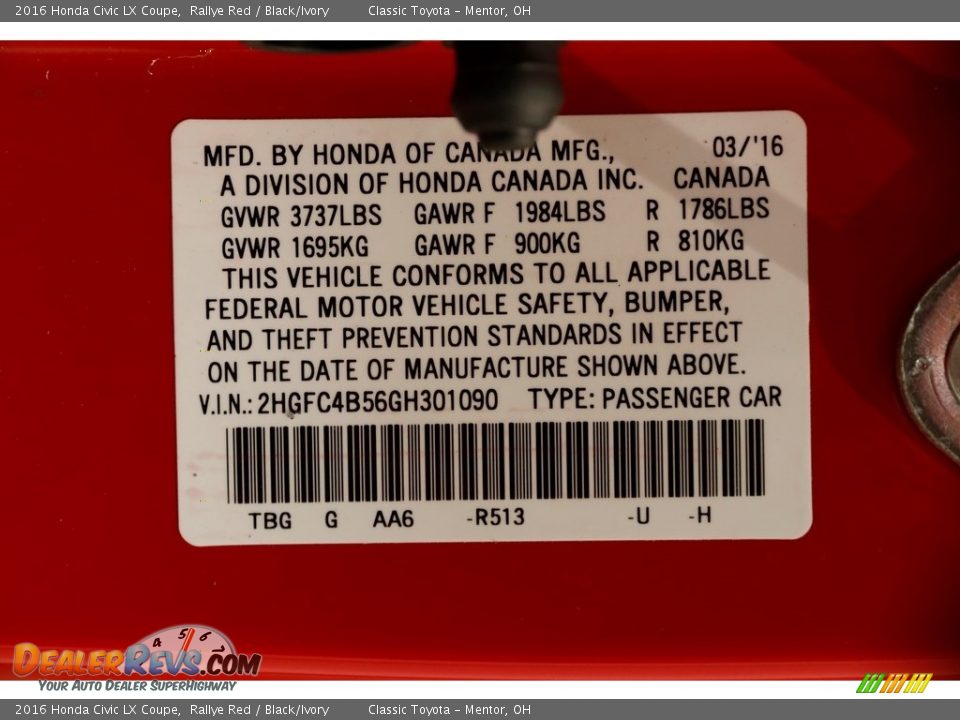 2016 Honda Civic LX Coupe, Rallye Red / Black/Ivory Classic Toyota - Mentor, OH
MFD. BY HONDA OF CANADA MFG., 03/'16
A DIVISION OF HONDA CANADA INC. CANADA
GVWR 3737LBS GAWR F 1984LBS R 1786LBS
GVWR 1695KG GAWR F 900KG R 810KG
THIS VEHICLE CONFORMS TO ALL APPLICABLE
FEDERAL MOTOR VEHICLE SAFETY, BUMPER,
AND THEFT PREVENTION STANDARDS IN EFFECT
ON THE DATE OF MANUFACTURE SHOWN ABOVE.
V.I.N.: 2HGFC4B56GH301090 TYPE: PASSENGER CAR
TBG G AA6 -R513 -U -H
4 5 6
DEALERREVS.COM
YOUR AUTO DEALER SUPERHIGHWAY
2016 Honda Civic LX Coupe, Rallye Red / Black/Ivory Classic Toyota - Mentor, OH